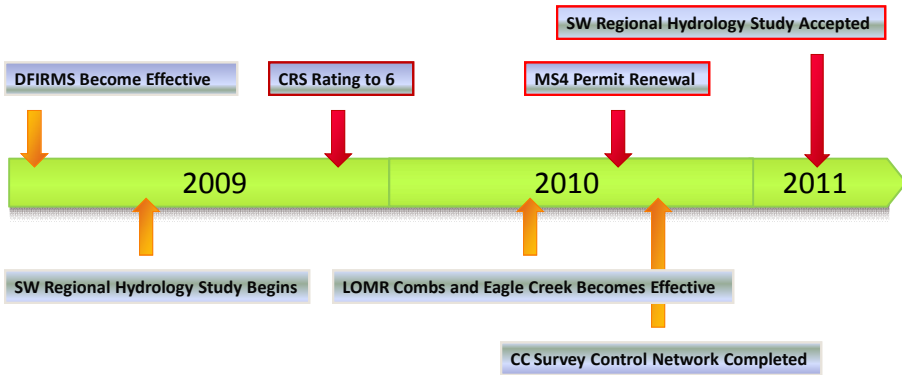 SW Regional Hydrology Study Accepted
DFIRMS Become Effective
CRS Rating to 6
MS4 Permit Renewal
2009
2010
2011
SW Regional Hydrology Study Begins
LOMR Combs and Eagle Creek Becomes Effective
CC Survey Control Network Completed